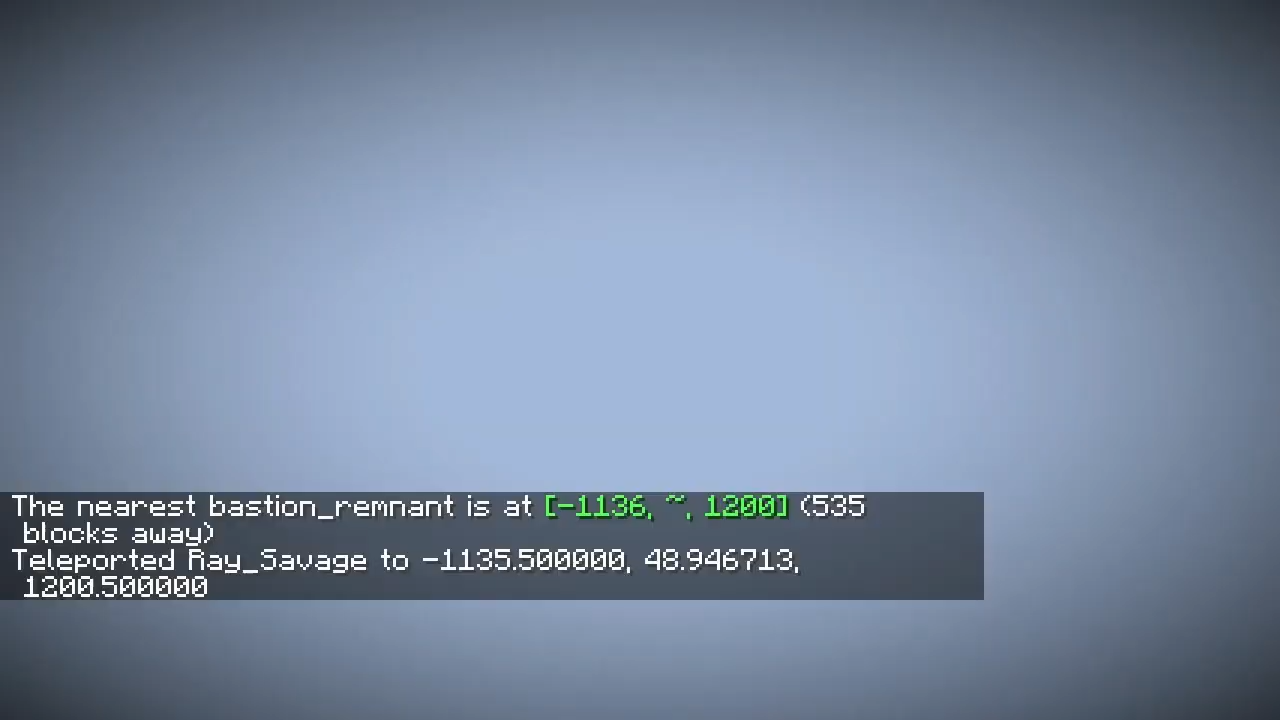 The nearest bastion_remnant is at [-1136, ~, 1200] (535
blocks away)
Teleported Ray_Savage to -1135.500000, 48.946713,
1200.500000